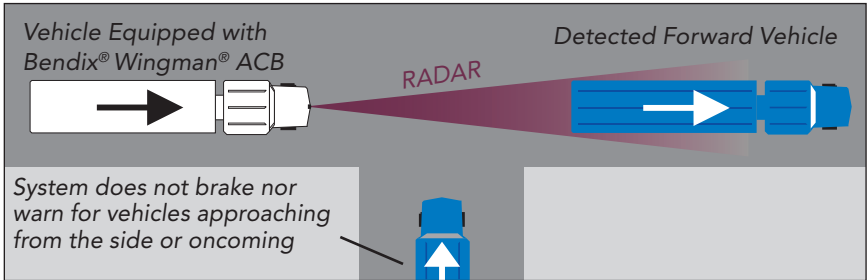 Vehicle Equipped with
Bendix® Wingman® ACB
Detected Forward Vehicle
RADAR
System does not brake nor
warn for vehicles approaching
from the side or oncoming